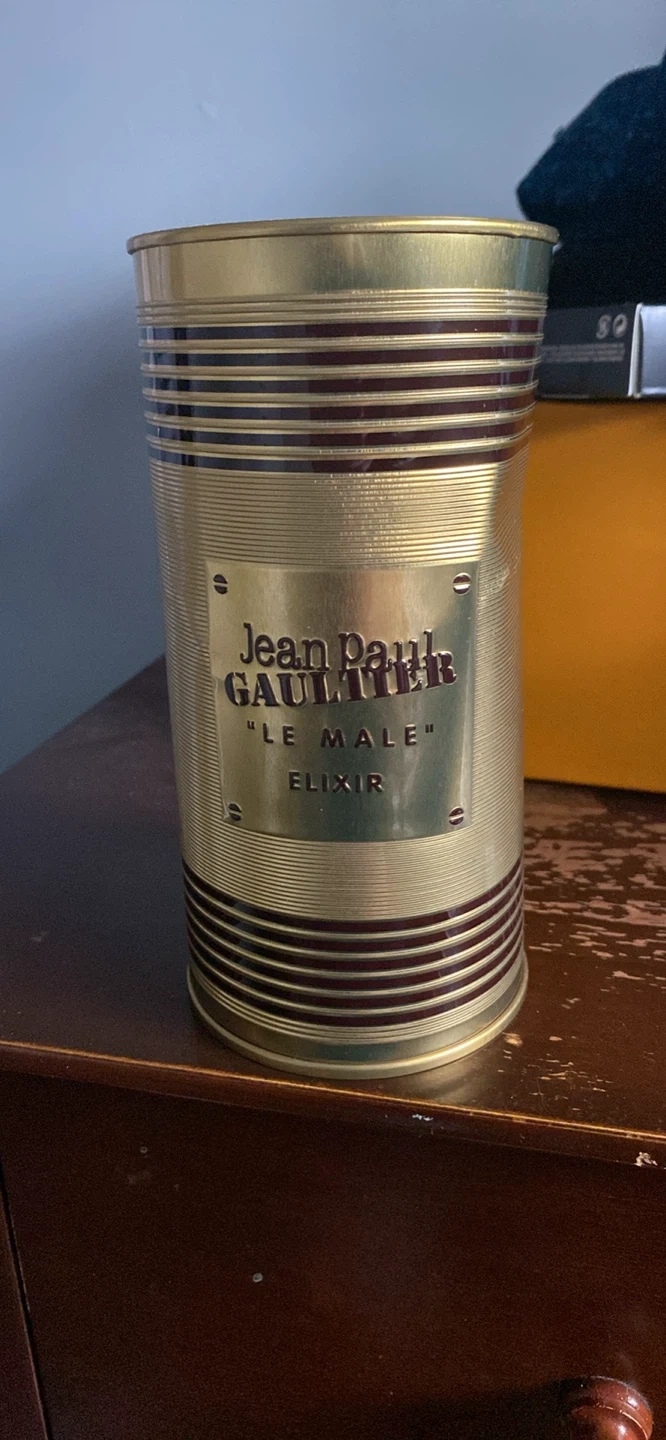 Jean Paul
GAULTIER
"LE MALE"
ELIXIR